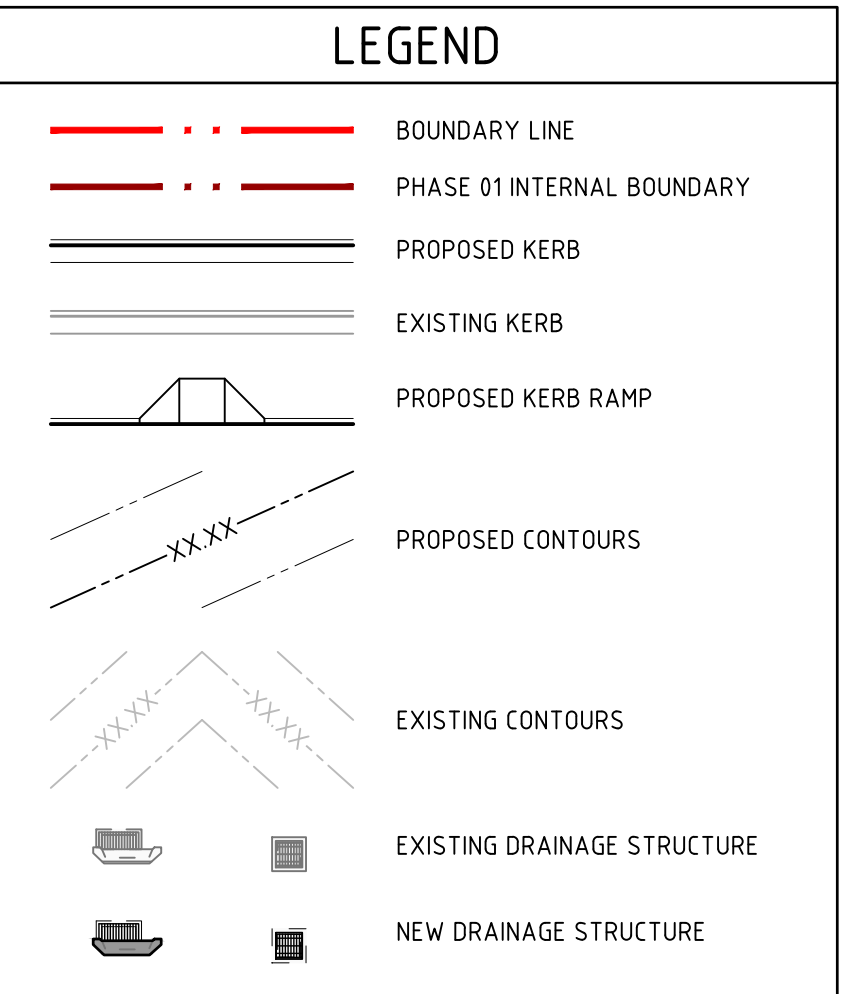 LEGEND
BOUNDARY LINE
PHASE 01 INTERNAL BOUNDARY
PROPOSED KERB
EXISTING KERB
PROPOSED KERB RAMP
XX.XX
PROPOSED CONTOURS
XX.XX XX.XX
EXISTING CONTOURS
EXISTING DRAINAGE STRUCTURE
NEW DRAINAGE STRUCTURE